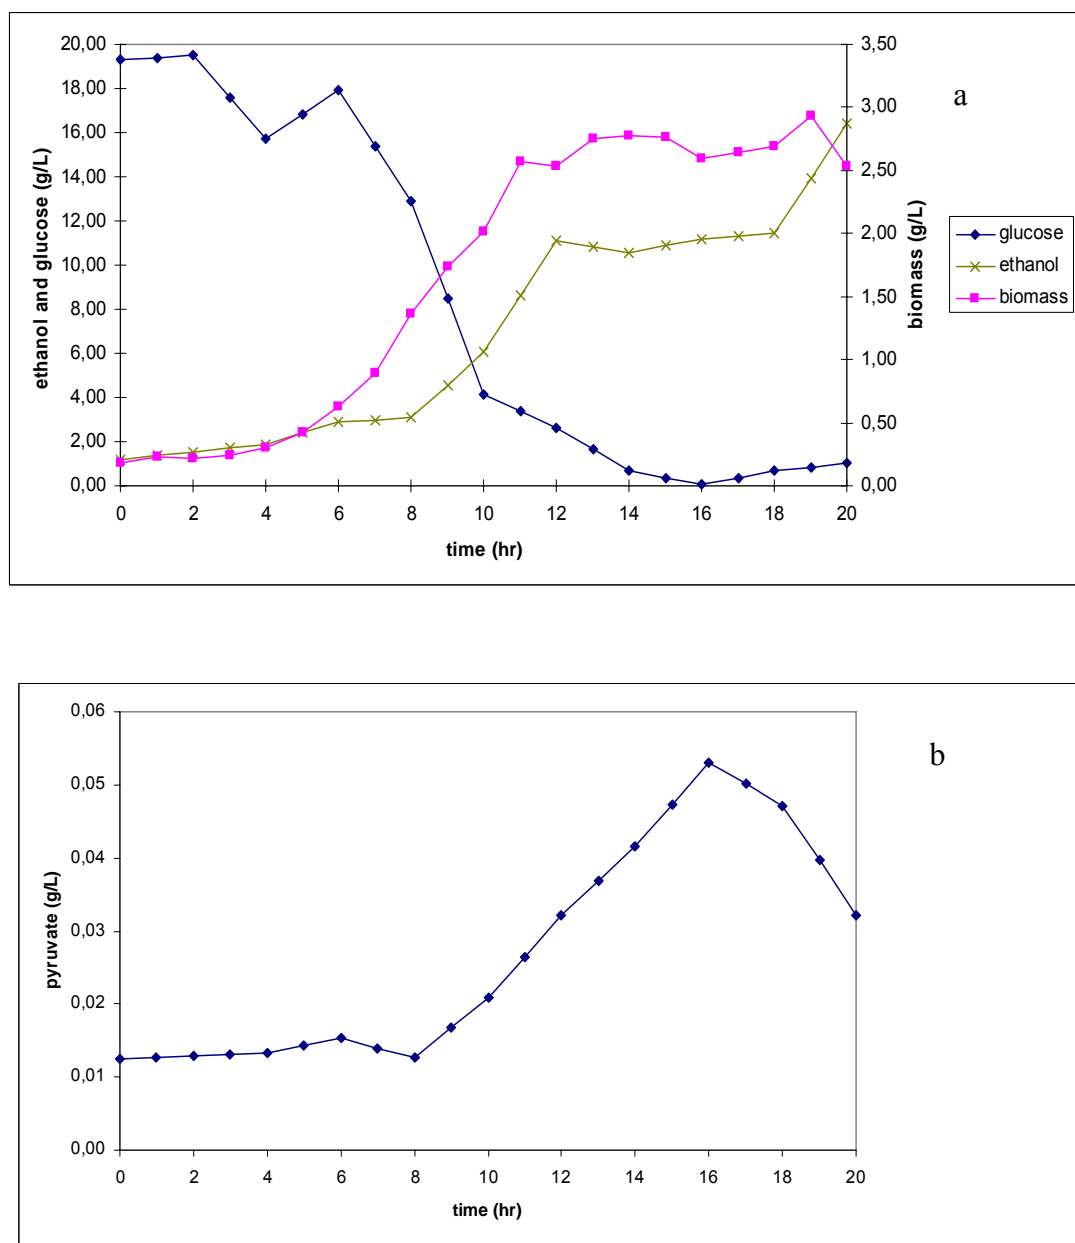 a
20,00
18,00
16,00
14,00
12,00
10,00
8,00
6,00
4,00
2,00
0,00
ethanol and glucose (g/L)
3,50
3,00
2,50
2,00
1,50
1,00
0,50
0,00
biomass (g/L)
0 2 4 6 8 10 12 14 16 18 20
time (hr)
glucose
ethanol
biomass
b
0,06
0,05
0,04
0,03
0,02
0,01
0,00
pyruvate (g/L)
0 2 4 6 8 10 12 14 16 18 20
time (hr)